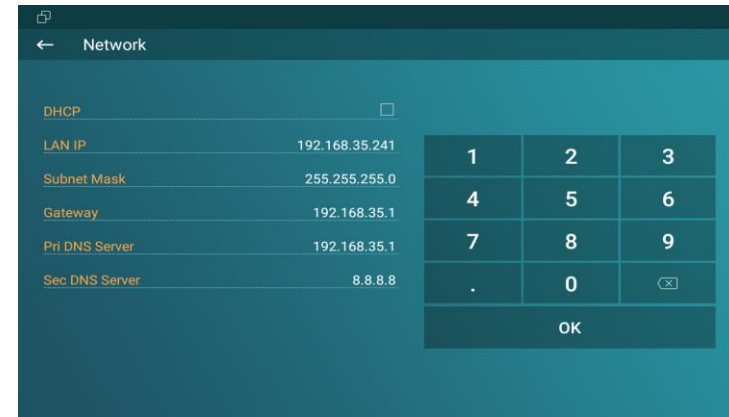 Network
DHCP
LAN IP 192.168.35.241
Subnet Mask 255.255.255.0
Gateway 192.168.35.1
Pri DNS Server 192.168.35.1
Sec DNS Server 8.8.8.8
1 2 3
4 5 6
7 8 9
. 0
OK